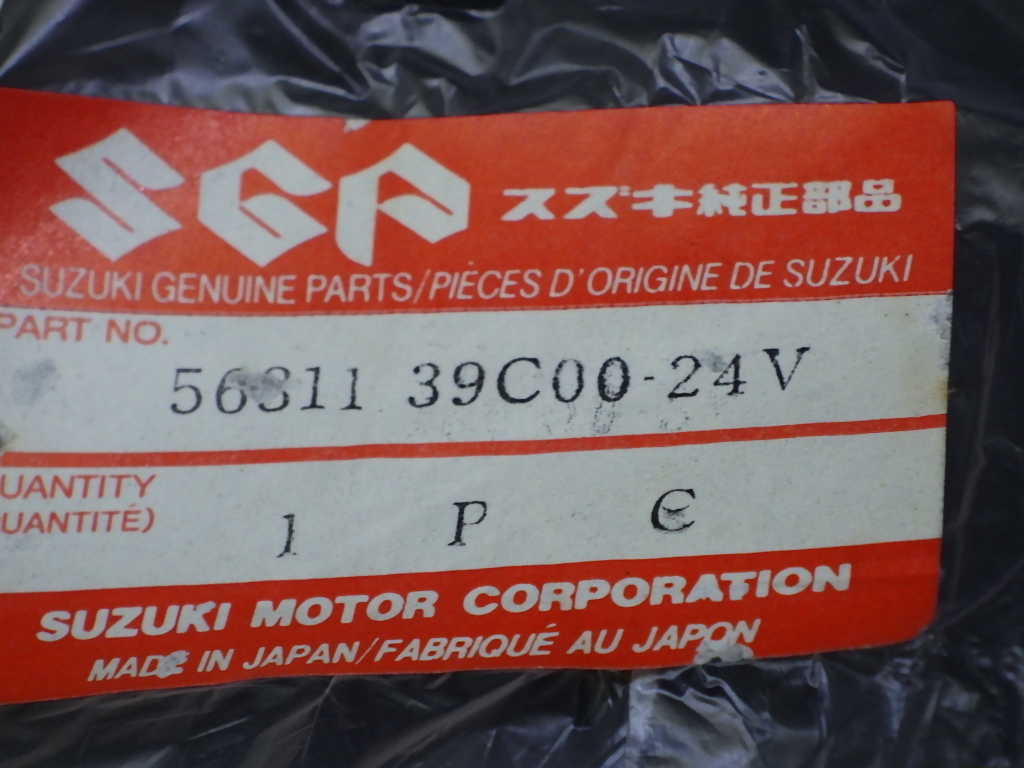 SGP スズキ純正部品
SUZUKI GENUINE PARTS/PIÈCES D'ORIGINE DE SUZUKI
PART NO.
56311 39C00-24V
UANTITY
UANTITÉ)
1 P C
SUZUKI MOTOR CORPORATION
MADE IN JAPAN/FABRIQUÉ AU JAPON